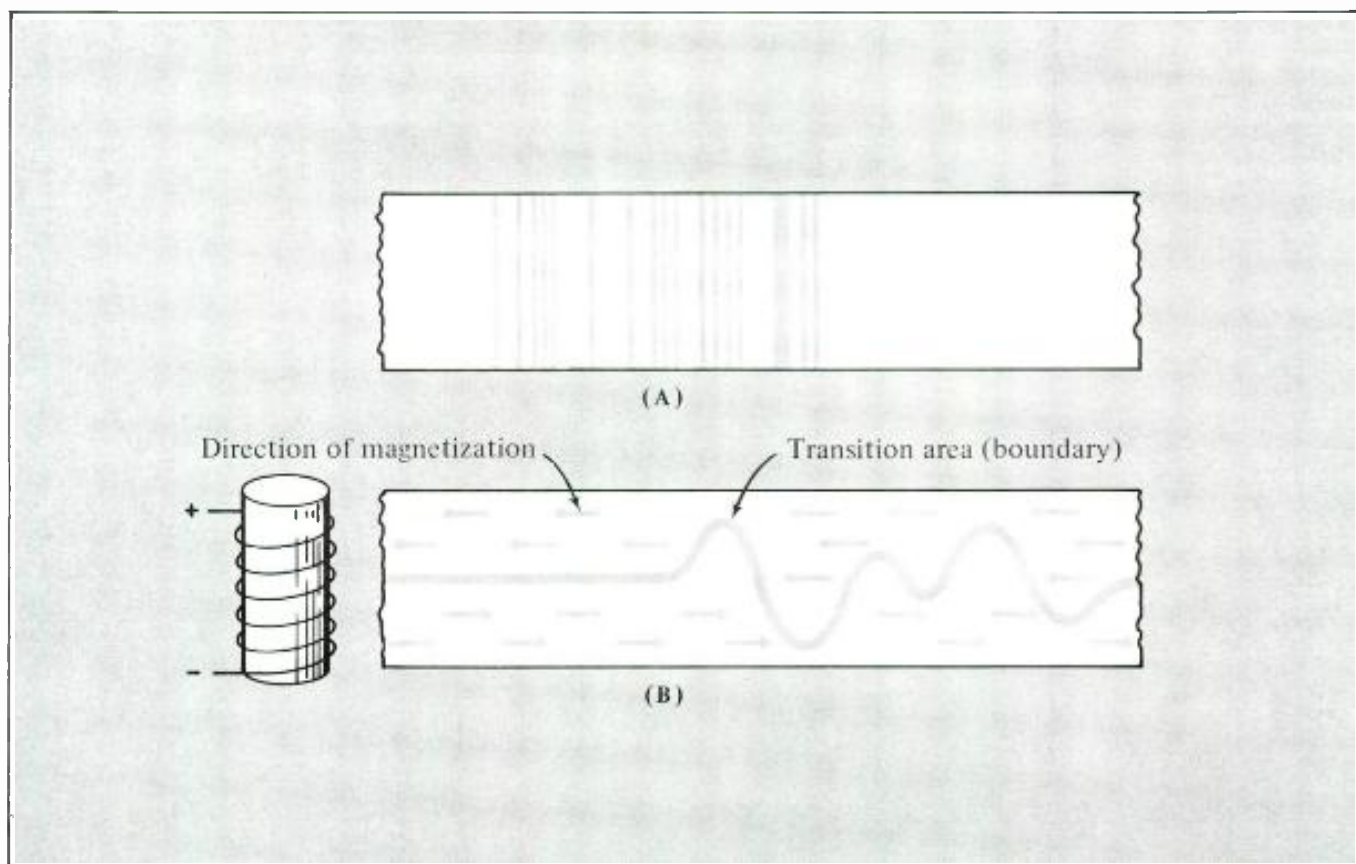 (A)
Direction of magnetization
Transition area (boundary)
+
-
(B)